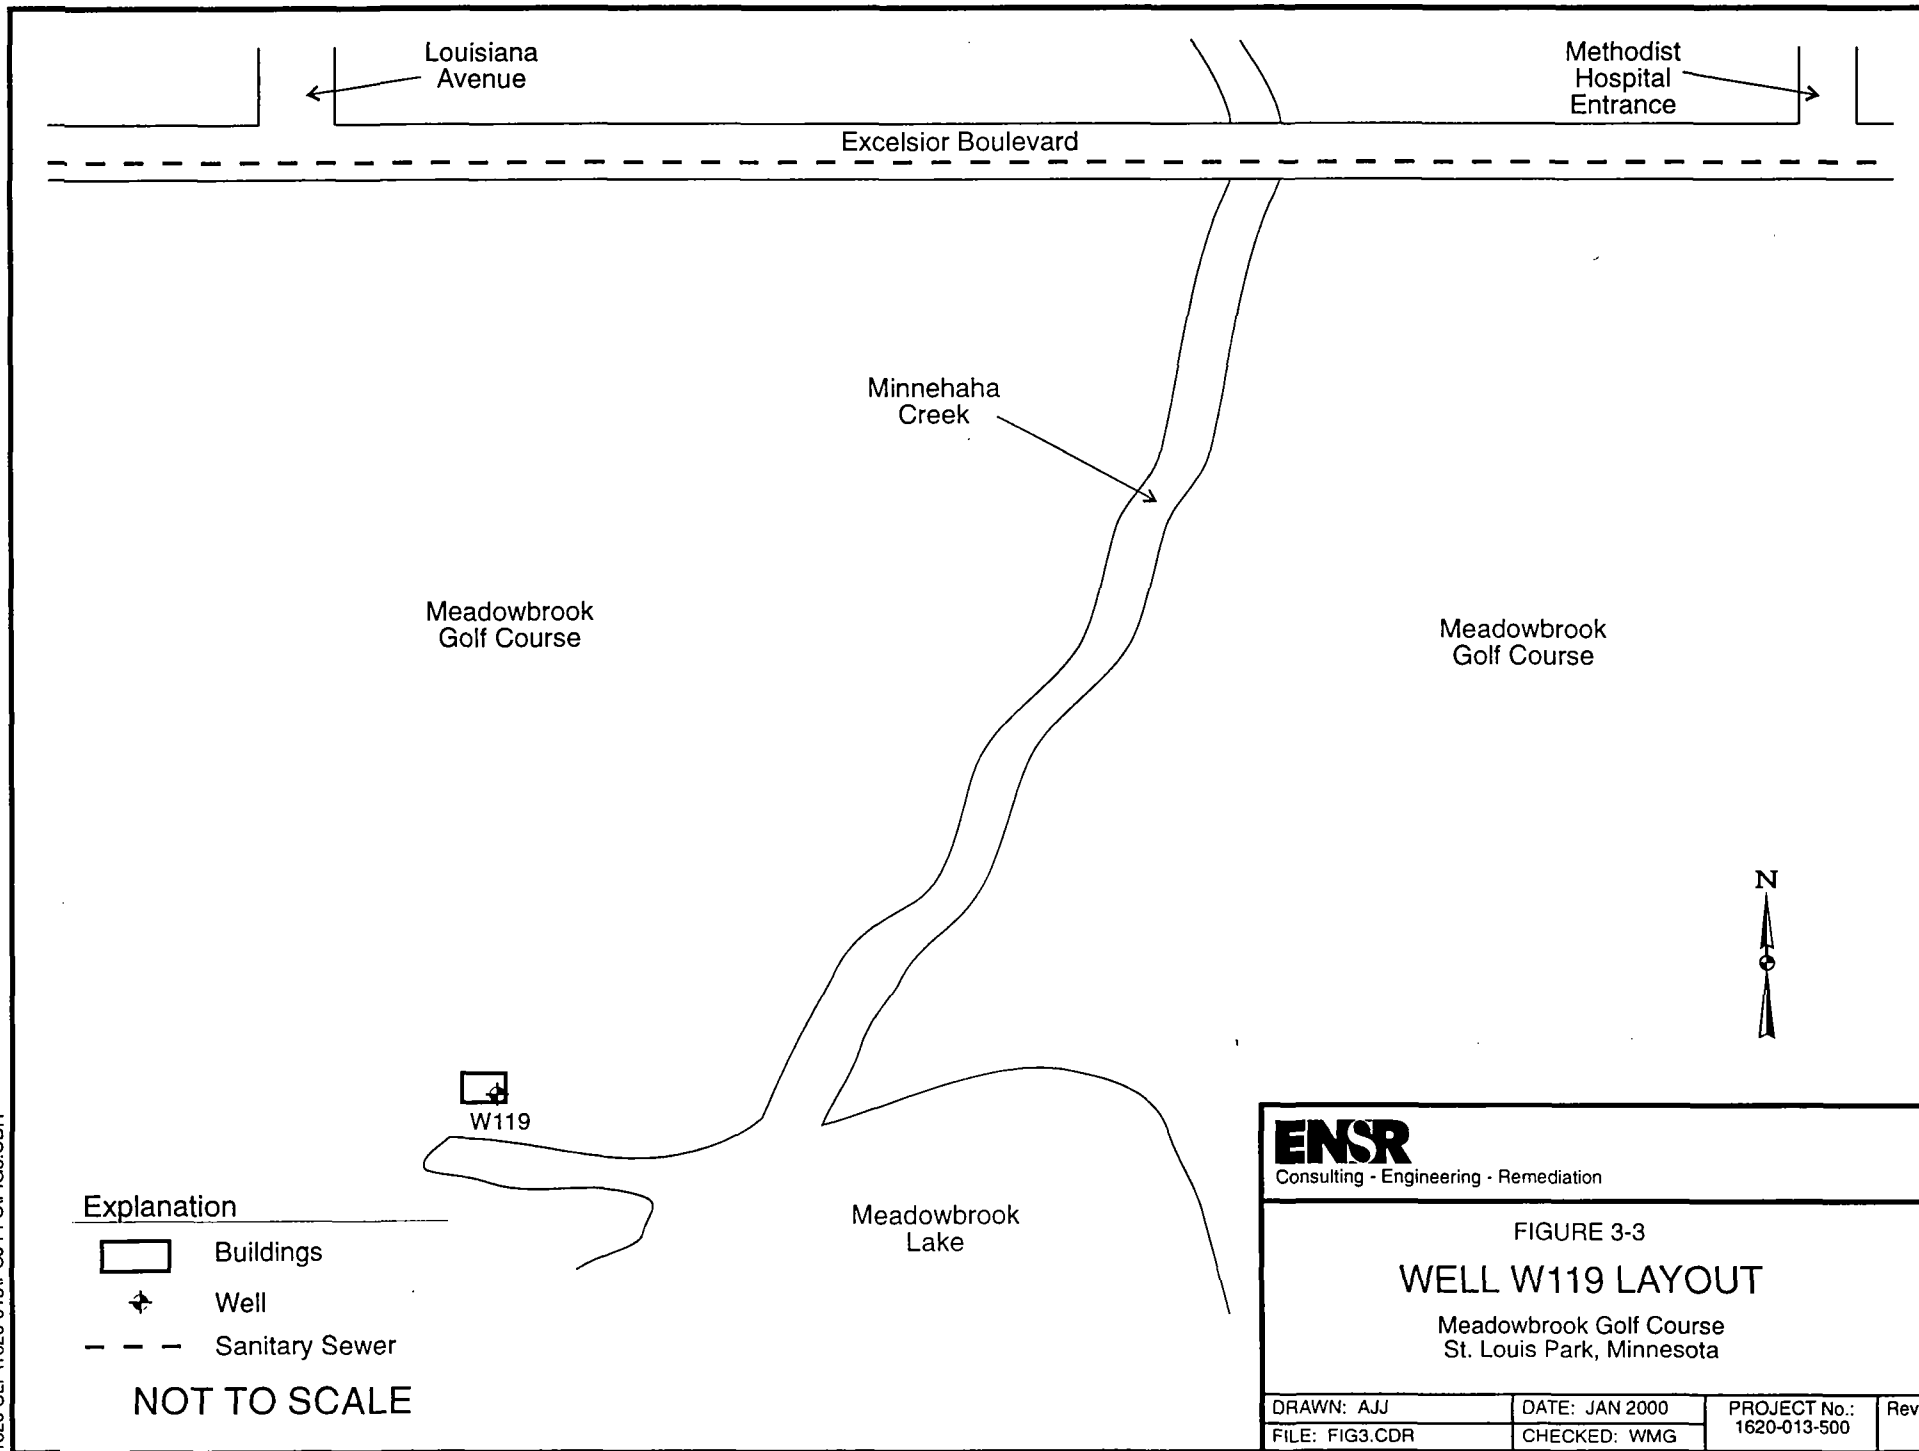 Louisiana
Avenue
Methodist
Hospital
Entrance
Excelsior Boulevard
Minnehaha
Creek
Meadowbrook
Golf Course
Meadowbrook
Golf Course
N
W119
Meadowbrook
Lake
Explanation
Buildings
Well
Sanitary Sewer
NOT TO SCALE
ENSR
Consulting - Engineering - Remediation
FIGURE 3-3
WELL W119 LAYOUT
Meadowbrook Golf Course
St. Louis Park, Minnesota
DRAWN: AJJ
DATE: JAN 2000
PROJECT No.:
1620-013-500
Rev
FILE: FIG3.CDR
CHECKED: WMG